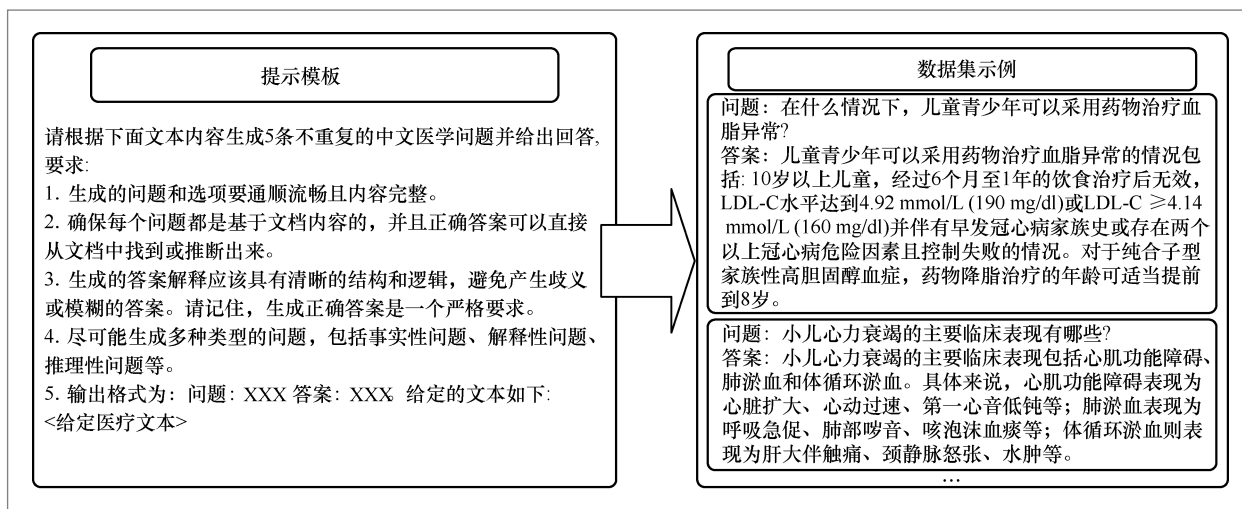 提示模板
请根据下面文本内容生成5条不重复的中文医学问题并给出回答,
要求:
1. 生成的问题和选项要通顺流畅且内容完整。
2. 确保每个问题都是基于文档内容的，并且正确答案可以直接
从文档中找到或推断出来。
3. 生成的答案解释应该具有清晰的结构和逻辑，避免产生歧义
或模糊的答案。请记住，生成正确答案是一个严格要求。
4. 尽可能生成多种类型的问题，包括事实性问题、解释性问题、
推理性问题等。
5. 输出格式为：问题: XXX 答案: XXX。给定的文本如下:
<给定医疗文本>
数据集示例
问题：在什么情况下，儿童青少年可以采用药物治疗血
脂异常?
答案：儿童青少年可以采用药物治疗血脂异常的情况包
括: 10岁以上儿童，经过6个月至1年的饮食治疗后无效，
LDL-C水平达到4.92 mmol/L (190 mg/dl)或LDL-C ≥4.14
mmol/L (160 mg/dl)并伴有早发冠心病家族史或存在两个
以上冠心病危险因素且控制失败的情况。对于纯合子型
家族性高胆固醇血症，药物降脂治疗的年龄可适当提前
到8岁。
问题：小儿心力衰竭的主要临床表现有哪些?
答案：小儿心力衰竭的主要临床表现包括心肌功能障碍、
肺淤血和体循环淤血。具体来说，心肌功能障碍表现为
心脏扩大、心动过速、第一心音低钝等；肺淤血表现为
呼吸急促、肺部啰音、咳泡沫血痰等；体循环淤血则表
现为肝大伴触痛、颈静脉怒张、水肿等。
…